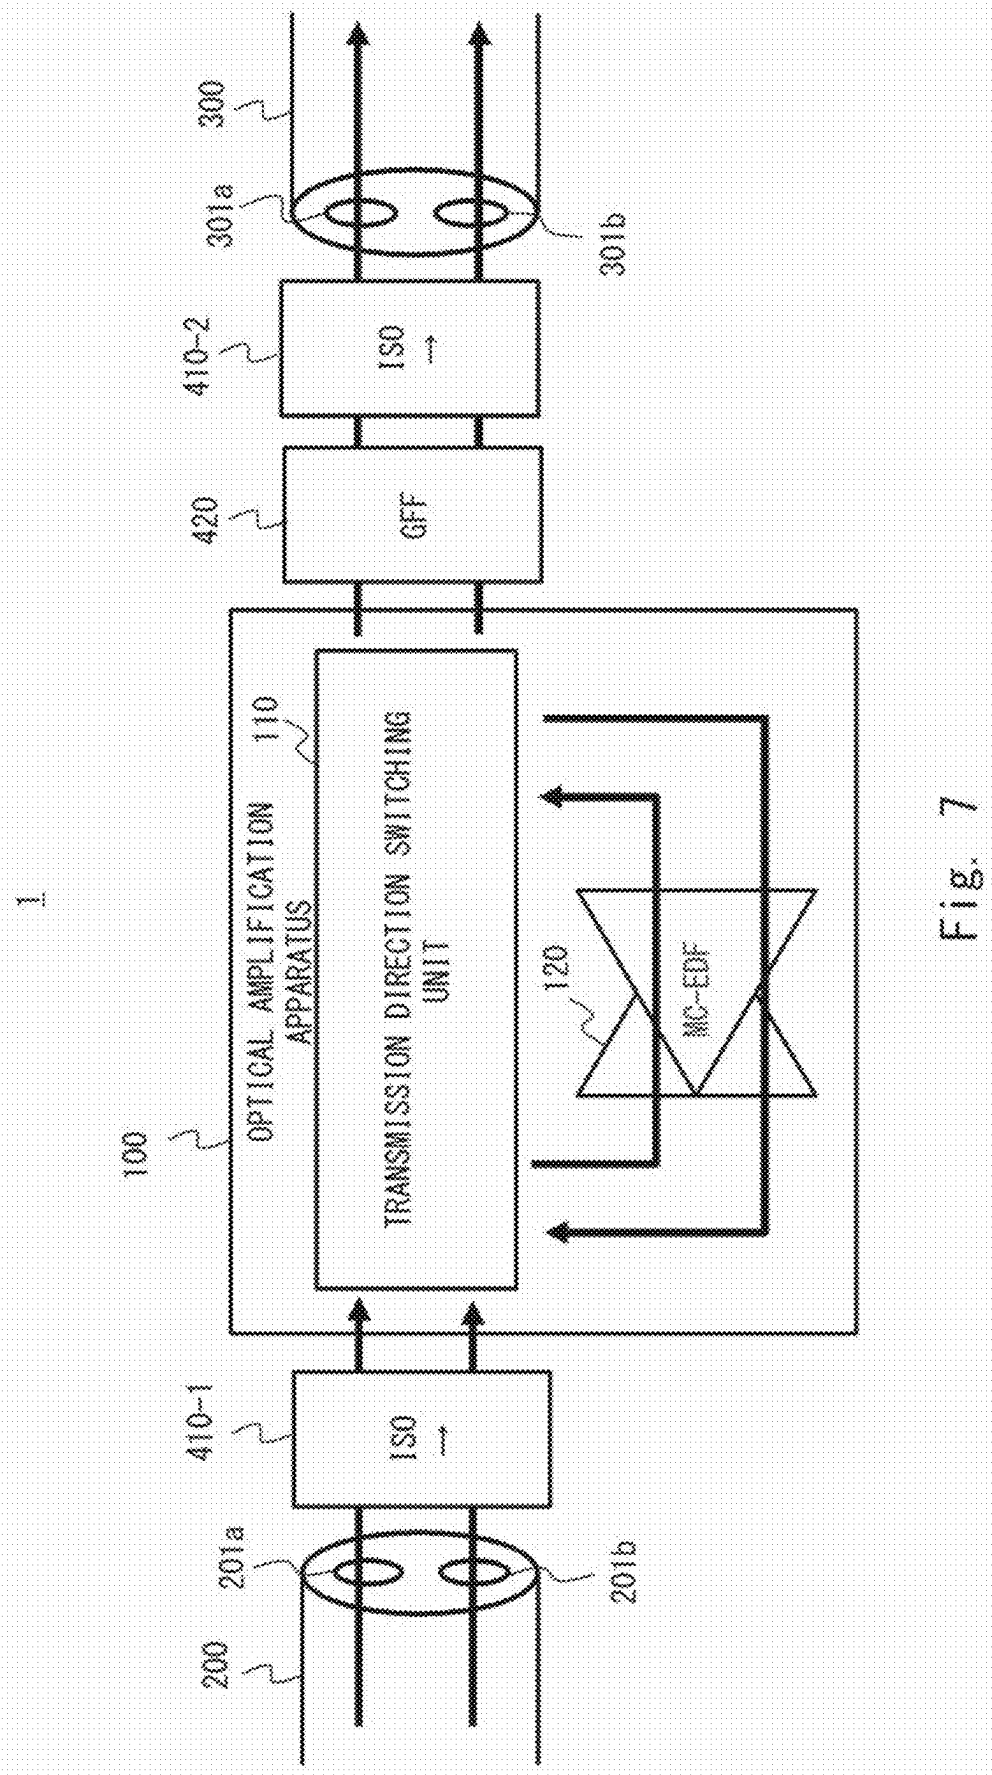 1
100
OPTICAL AMPLIFICATION
APPARATUS
110
TRANSMISSION DIRECTION SWITCHING
UNIT
120
MC-EDF
200
201a
201b
410-1
ISO
→
420
GFF
410-2
ISO
→
300
301a
301b
Fig. 7